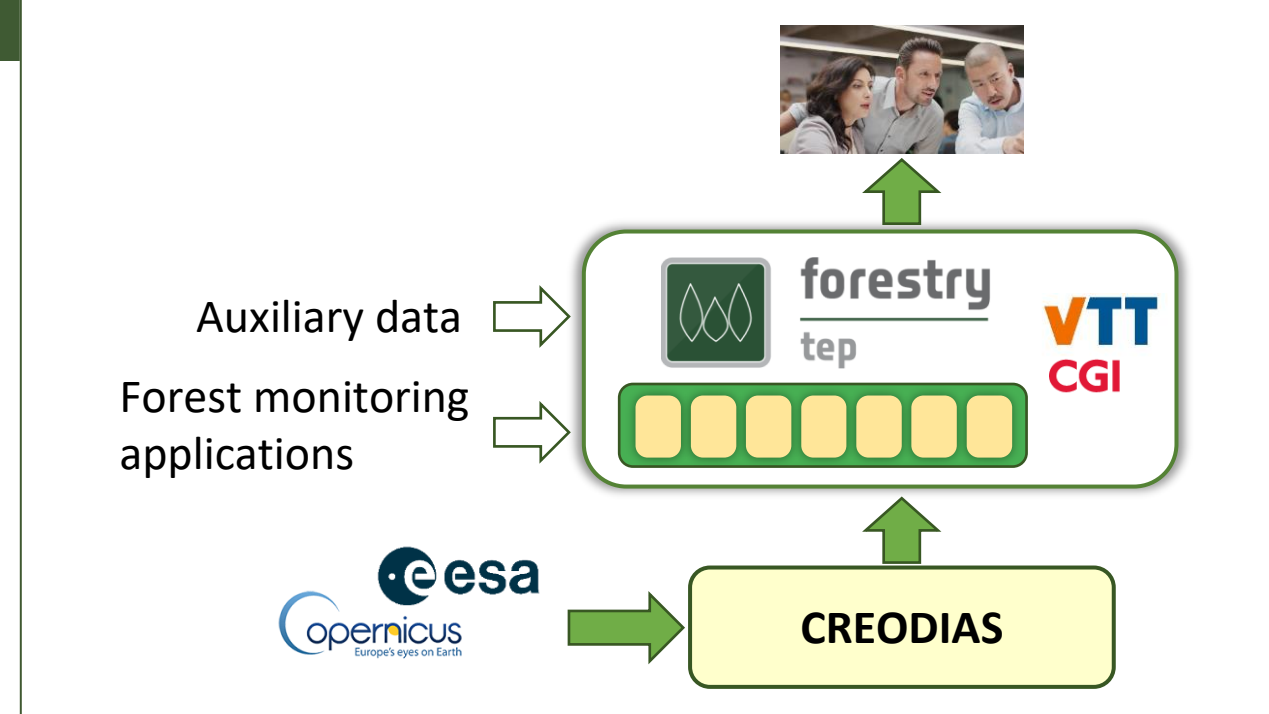 forestry
tep
VTT
CGI
Auxiliary data
Forest monitoring
applications
esa
opernicus
Europe's eyes on Earth
CREODIAS